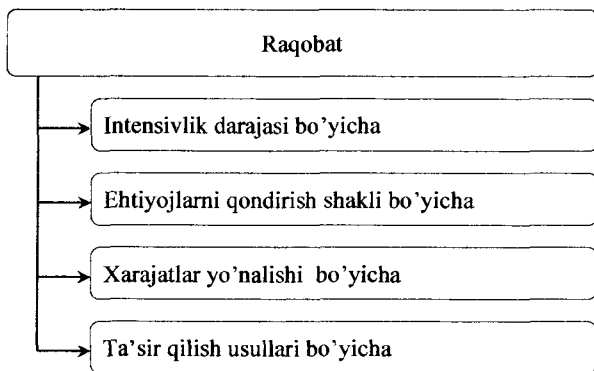 Raqobat
Intensivlik darajasi bo’yicha
Ehtiyojlarni qondirish shakli bo’yicha
Xarajatlar yo’nalishi bo’yicha
Ta’sir qilish usullari bo’yicha